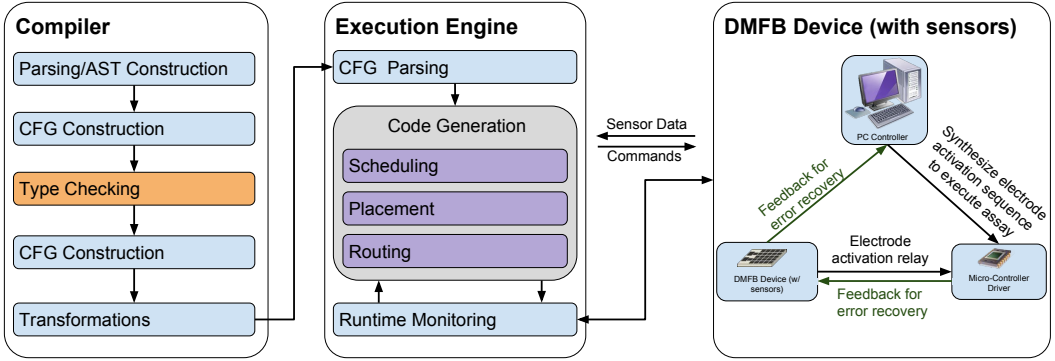 Compiler
Parsing/AST Construction
CFG Construction
Type Checking
CFG Construction
Transformations
Execution Engine
CFG Parsing
Code Generation
Scheduling
Placement
Routing
Runtime Monitoring
Sensor Data
Commands
DMFB Device (with sensors)
PC Controller
Synthesize electrode
activation sequence
to execute assay
Feedback for
error recovery
DMFB Device (w/
sensors)
Electrode
activation relay
Feedback for
error recovery
Micro-Controller
Driver